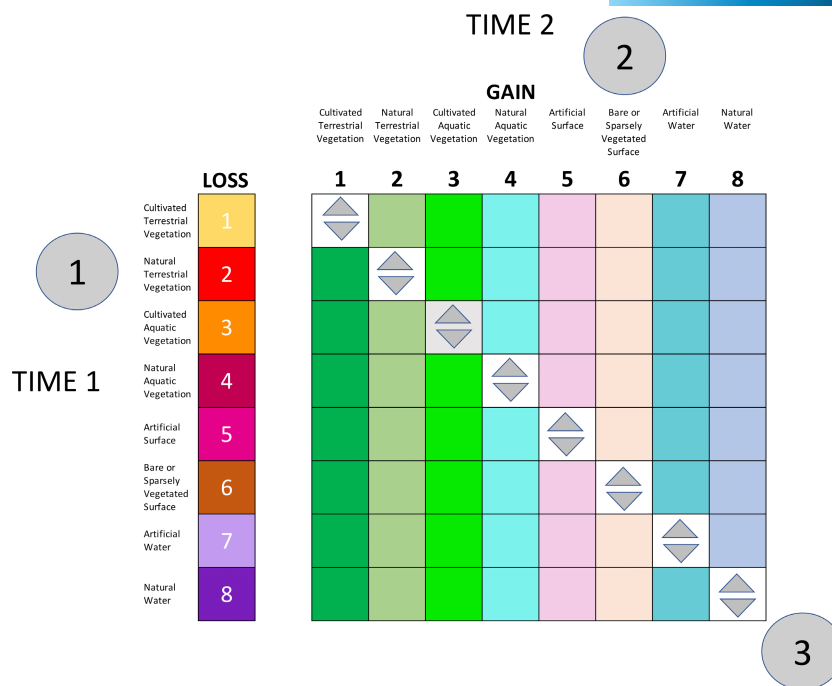 TIME 2
2
GAIN
Cultivated
Terrestrial
Vegetation
Natural
Terrestrial
Vegetation
Cultivated
Aquatic
Vegetation
Natural
Aquatic
Vegetation
Artificial
Surface
Bare or
Sparsely
Vegetated
Surface
Artificial
Water
Natural
Water
LOSS
1 2 3 4 5 6 7 8
Cultivated
Terrestrial
Vegetation
1
1
Natural
Terrestrial
Vegetation
2
Cultivated
Aquatic
Vegetation
3
TIME 1
Natural
Aquatic
Vegetation
4
Artificial
Surface
5
Bare or
Sparsely
Vegetated
Surface
6
Artificial
Water
7
Natural
Water
8
3